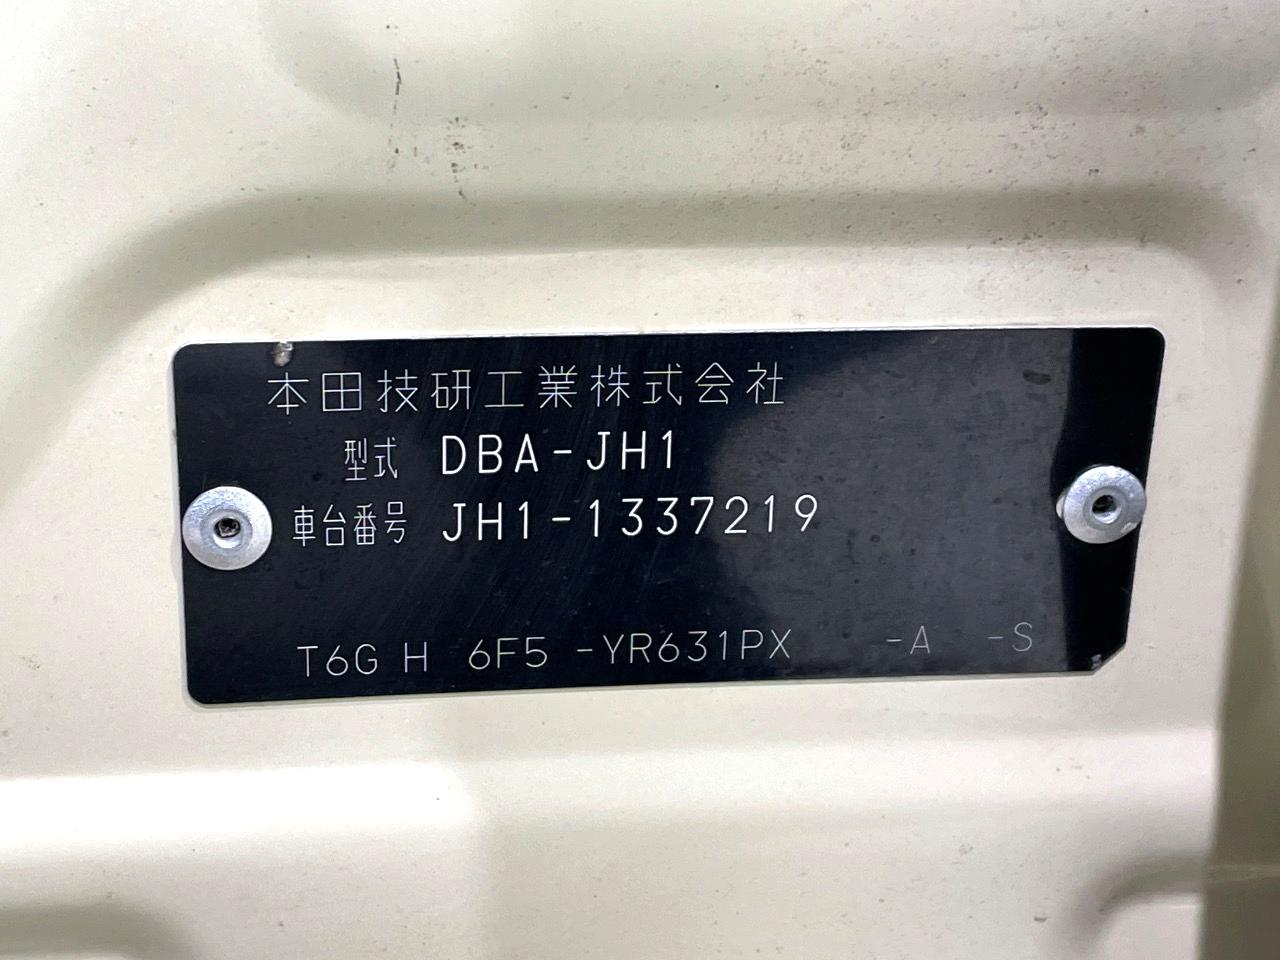 本田技研工業株式会社
型式 DBA-JH1
車台番号 JH1-1337219
T6G H 6F5 -YR631PX -A -S